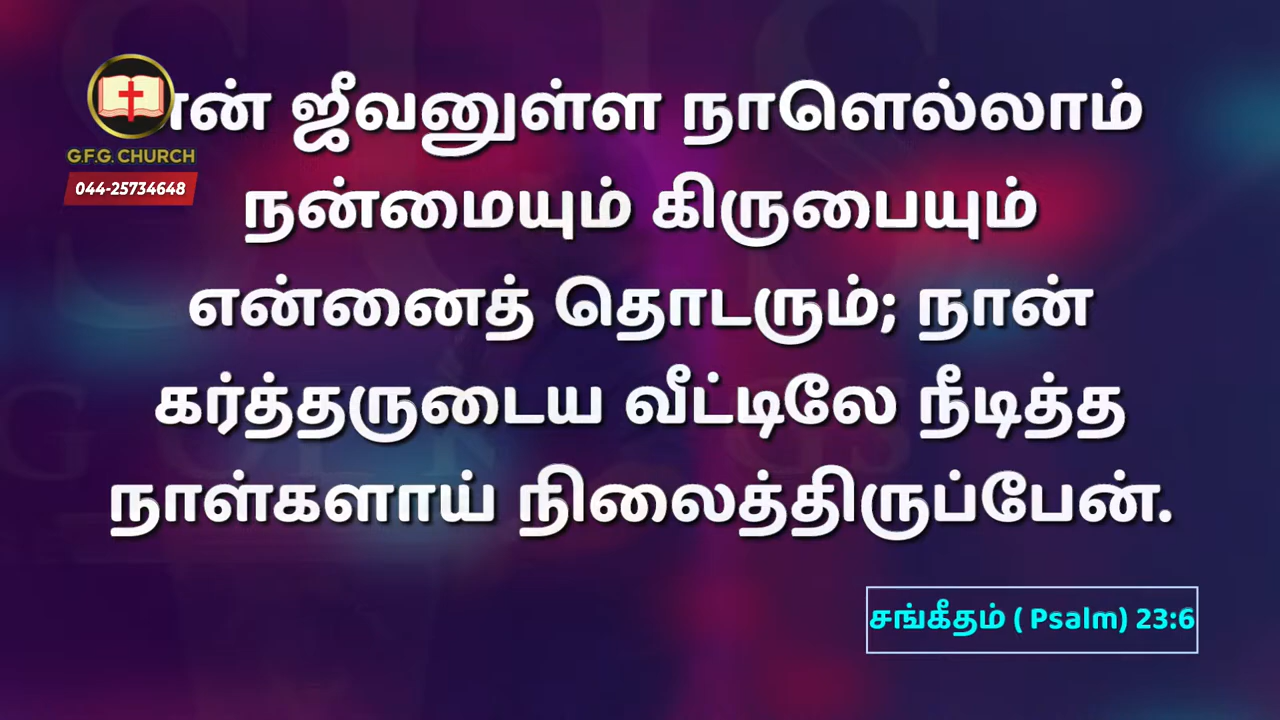 ன் ஜீவனுள்ள நாளெல்லாம்
நன்மையும் கிருபையும்
என்னைத் தொடரும்; நான்
கர்த்தருடைய வீட்டிலே நீடித்த
நாள்களாய் நிலைத்திருப்பேன்.
G.F.G. CHURCH
044-25734648
சங்கீதம் ( Psalm) 23:6